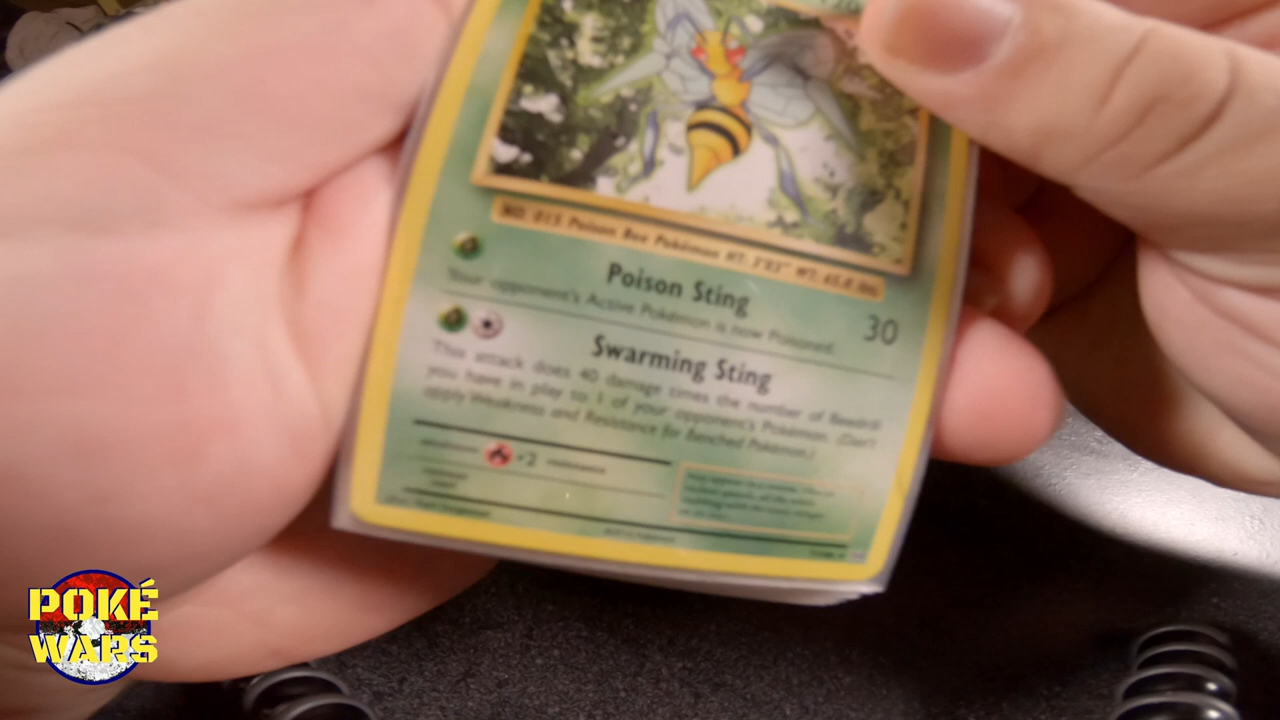 NO. 015 Poison Bee Pokémon HT: 3'03" WT: 65.0 lbs.
Poison Sting 30
Your opponent's Active Pokémon is now Poisoned.
Swarming Sting
This attack does 40 damage times the number of Beedrill
you have in play to 1 of your opponent's Pokémon. (Don't
apply Weakness and Resistance for Benched Pokémon.)
weakness ×2 resistance
POKÉ
WARS